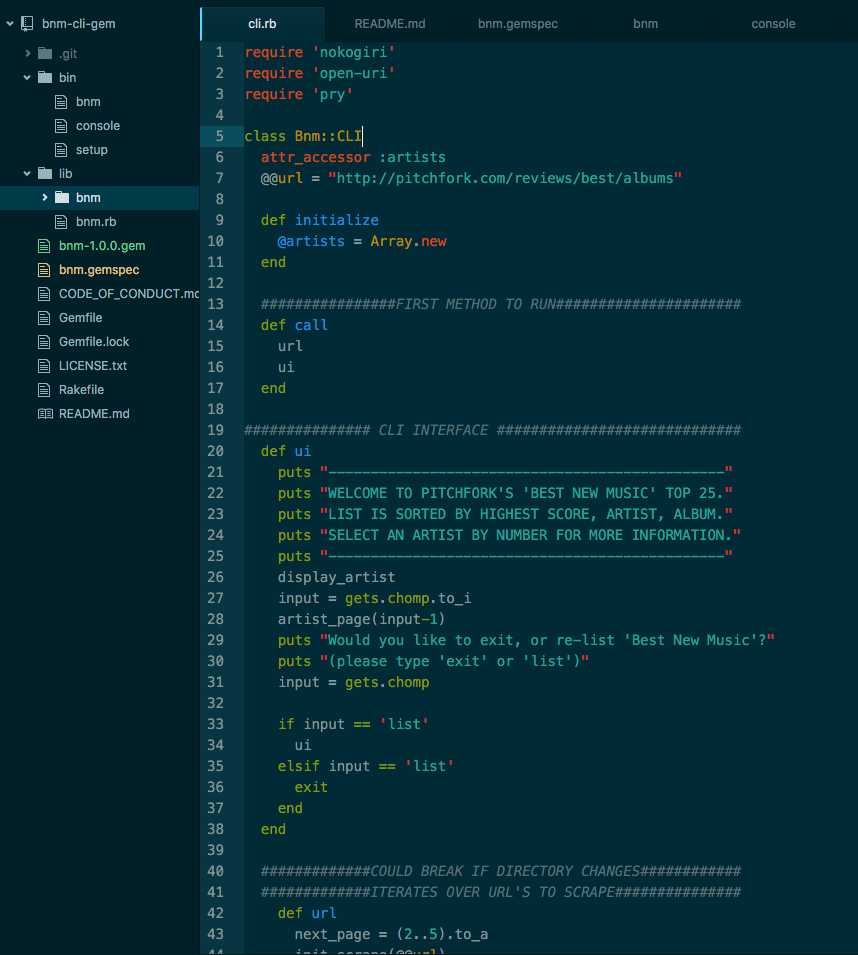 bnm-cli-gem
.git
bin
bnm
console
setup
lib
bnm
bnm.rb
bnm-1.0.0.gem
bnm.gemspec
CODE_OF_CONDUCT.mc
Gemfile
Gemfile.lock
LICENSE.txt
Rakefile
README.md
cli.rb README.md bnm.gemspec bnm console
1 require 'nokogiri'
2 require 'open-uri'
3 require 'pry'
4
5 class Bnm::CLI
6 attr_accessor :artists
7 @@url = "http://pitchfork.com/reviews/best/albums"
8
9 def initialize
10 @artists = Array.new
11 end
12
13 ################FIRST METHOD TO RUN######################
14 def call
15 url
16 ui
17 end
18
19 ############### CLI INTERFACE #############################
20 def ui
21 puts "-----------------------------------------------"
22 puts "WELCOME TO PITCHFORK'S 'BEST NEW MUSIC' TOP 25."
23 puts "LIST IS SORTED BY HIGHEST SCORE, ARTIST, ALBUM."
24 puts "SELECT AN ARTIST BY NUMBER FOR MORE INFORMATION."
25 puts "-----------------------------------------------"
26 display_artist
27 input = gets.chomp.to_i
28 artist_page(input-1)
29 puts "Would you like to exit, or re-list 'Best New Music'?"
30 puts "(please type 'exit' or 'list')"
31 input = gets.chomp
32
33 if input == 'list'
34 ui
35 elsif input == 'list'
36 exit
37 end
38 end
39
40 #############COULD BREAK IF DIRECTORY CHANGES############
41 #############ITERATES OVER URL'S TO SCRAPE###############
42 def url
43 next_page = (2..5).to_a
44 init_scrape(@@url)